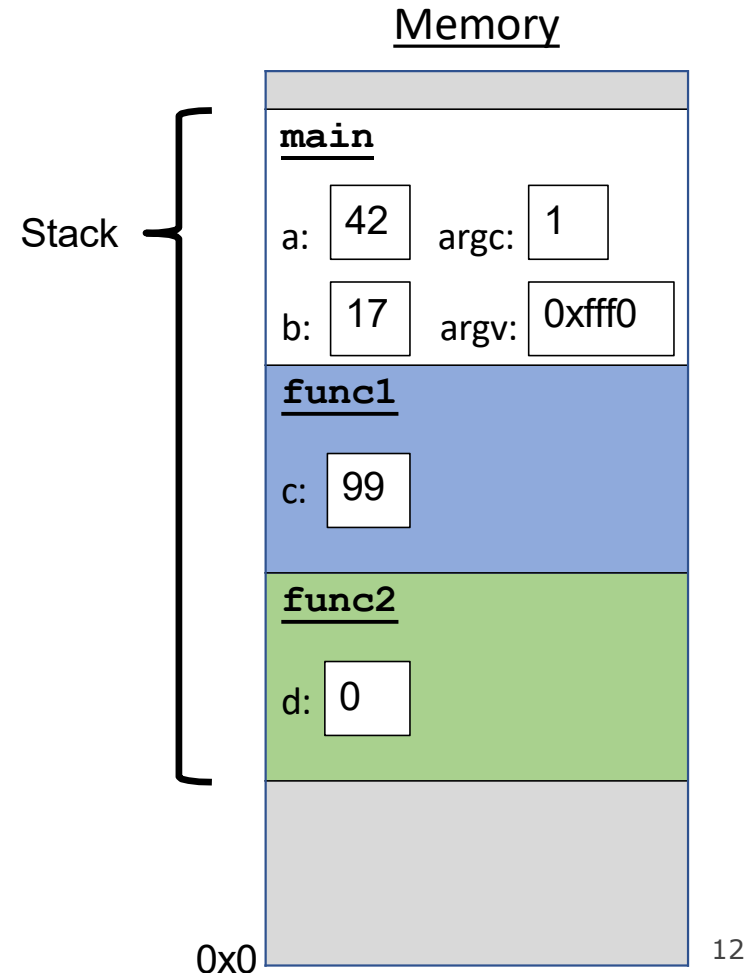 Memory
main
Stack
a: 42 argc: 1
b: 17 argv: 0xfff0
func1
c: 99
func2
d: 0
0x0
12